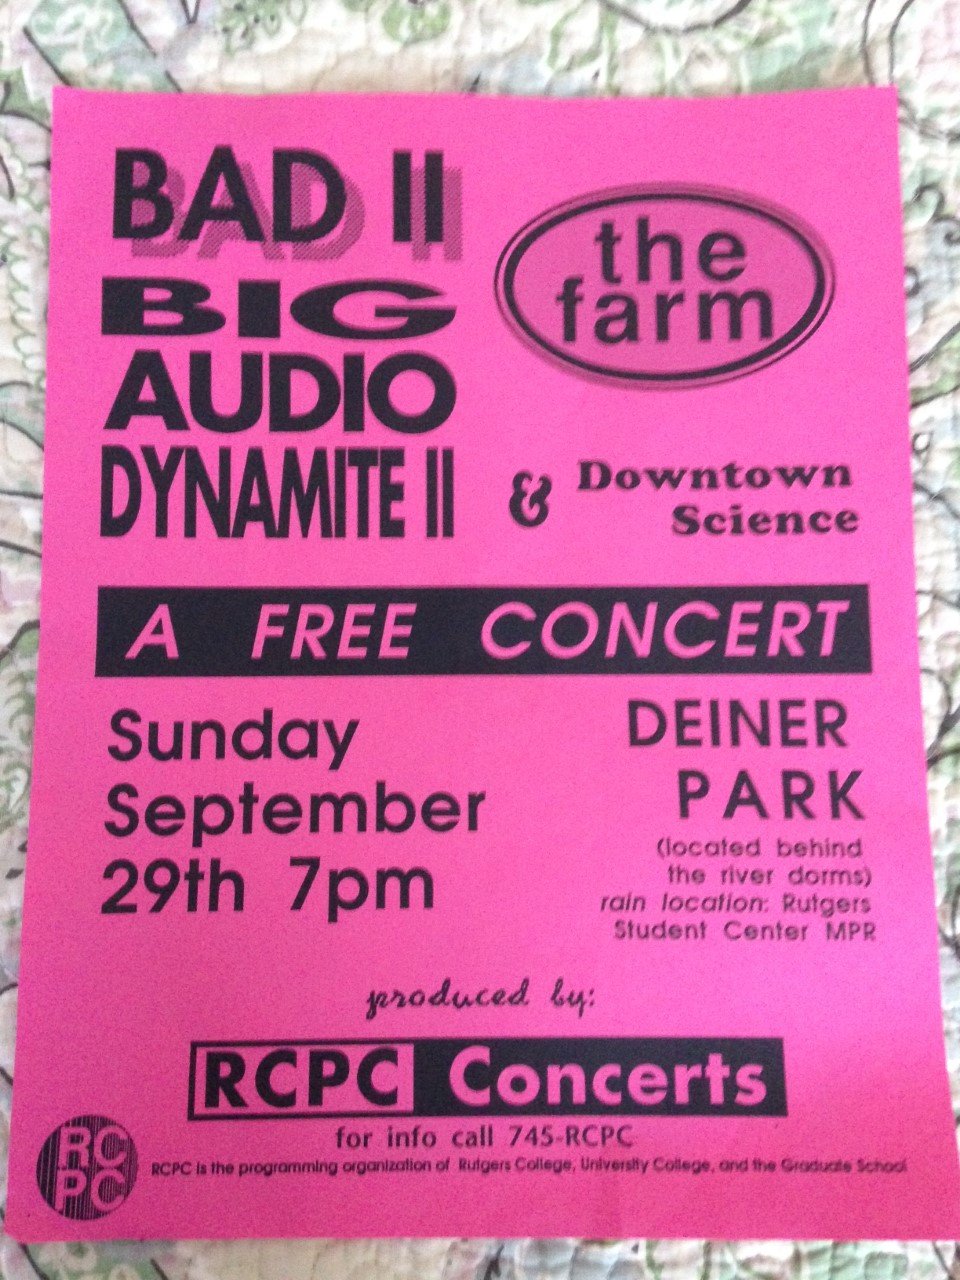 BAD II
BIG
AUDIO
DYNAMITE II
the
farm
& Downtown
Science
A FREE CONCERT
Sunday
September
29th 7pm
DEINER
PARK
(located behind
the river dorms)
rain location: Rutgers
Student Center MPR
produced by:
RCPC Concerts
for info call 745-RCPC
RC
PC
RCPC is the programming organization of Rutgers College, University College, and the Graduate School